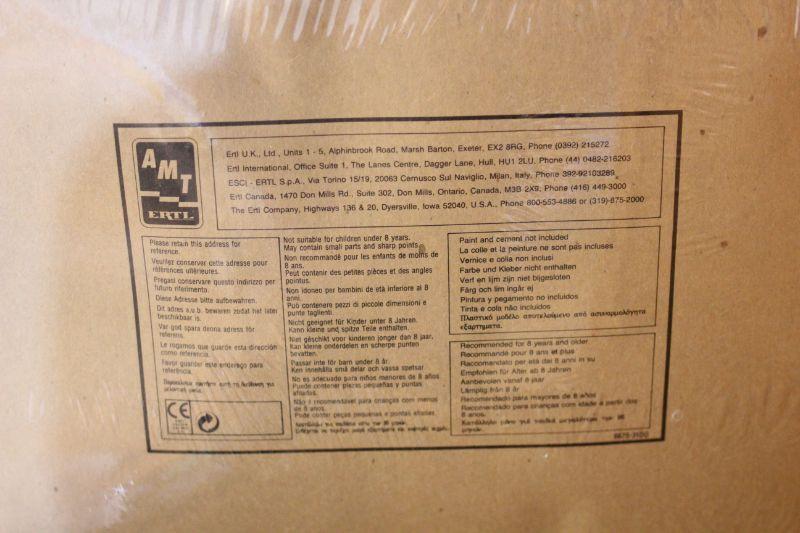 AMT
ERTL
Ertl U.K., Ltd., Units 1 - 5, Alphinbrook Road, Marsh Barton, Exeter, EX2 8RG, Phone (0392) 215272
Ertl International, Office Suite 1, The Lanes Centre, Dagger Lane, Hull, HU1 2LU, Phone (44) 0482-216203
ESCI - ERTL S.p.A., Via Torino 15/19, 20063 Cernusco Sul Naviglio, Milan, Italy, Phone 392-92103289
Ertl Canada, 1470 Don Mills Rd., Suite 302, Don Mills, Ontario, Canada, M3B 2X9, Phone (416) 449-3000
The Ertl Company, Highways 136 & 20, Dyersville, Iowa 52040, U.S.A., Phone 800-553-4886 or (319)-875-2000
Please retain this address for
reference.
Veuillez conserver cette adresse pour
références ultérieures.
Pregasi conservare questo indirizzo per
futuro riferimento.
Diese Adresse bitte aufbewahren.
Dit adres a.u.b. bewaren zodat het later
beschikbaar is.
Var god spara denna adress för
referens.
Le rogamos que guarde esta dirección
como referencia.
Favor guardar este endereço para
referência.
CE
Not suitable for children under 8 years.
May contain small parts and sharp points.
Non recommandé pour les enfants de moins de
8 ans.
Peut contenir des petites pièces et des angles
pointus.
Non idoneo per bambini de età inferiore ai 8
anni.
Può contenere pezzi di piccole dimensioni e
punte taglienti.
Nicht geeignet für Kinder unter 8 Jahren.
Kann kleine und spitze Teile enthalten.
Niet geschikt voor kinderen jonger dan 8 jaar.
Kan kleine onderdelen en scherpe punten
bevatten.
Passar inte för barn under 8 år.
Kan innehålla små delar och vassa spetsar
No es adecuado para niños menores de 8 años
Puede contener piezas pequeñas y puntas
afiladas.
Não é recomendável para crianças com menos
de 8 anos.
Pode conter peças pequenas e pontas afiadas.
Paint and cement not included
La colle et la peinture ne sont pas incluses
Vernice e colla non inclusi
Farbe und Kleber nicht enthalten
Verf en lijm zijn niet bijgesloten
Färg och lim ingår ej
Pintura y pegamento no incluidos
Tinta e cola não incluidos
Πλαστικό μοδέλο αποτελούμενο από ασυναρμολόγητα
εξαρτήματα.
Recommended for 8 years and older
Recommandé pour 8 ans et plus
Raccomandato per età dai 8 anni in su
Empfohlen für Alter ab 8 Jahren
Aanbevolen vanaf 8 jaar
Lämplig från 8 år
Recomendado para mayores de 8 años
Recomendado para crianças com idade a partir dos
8 anos.